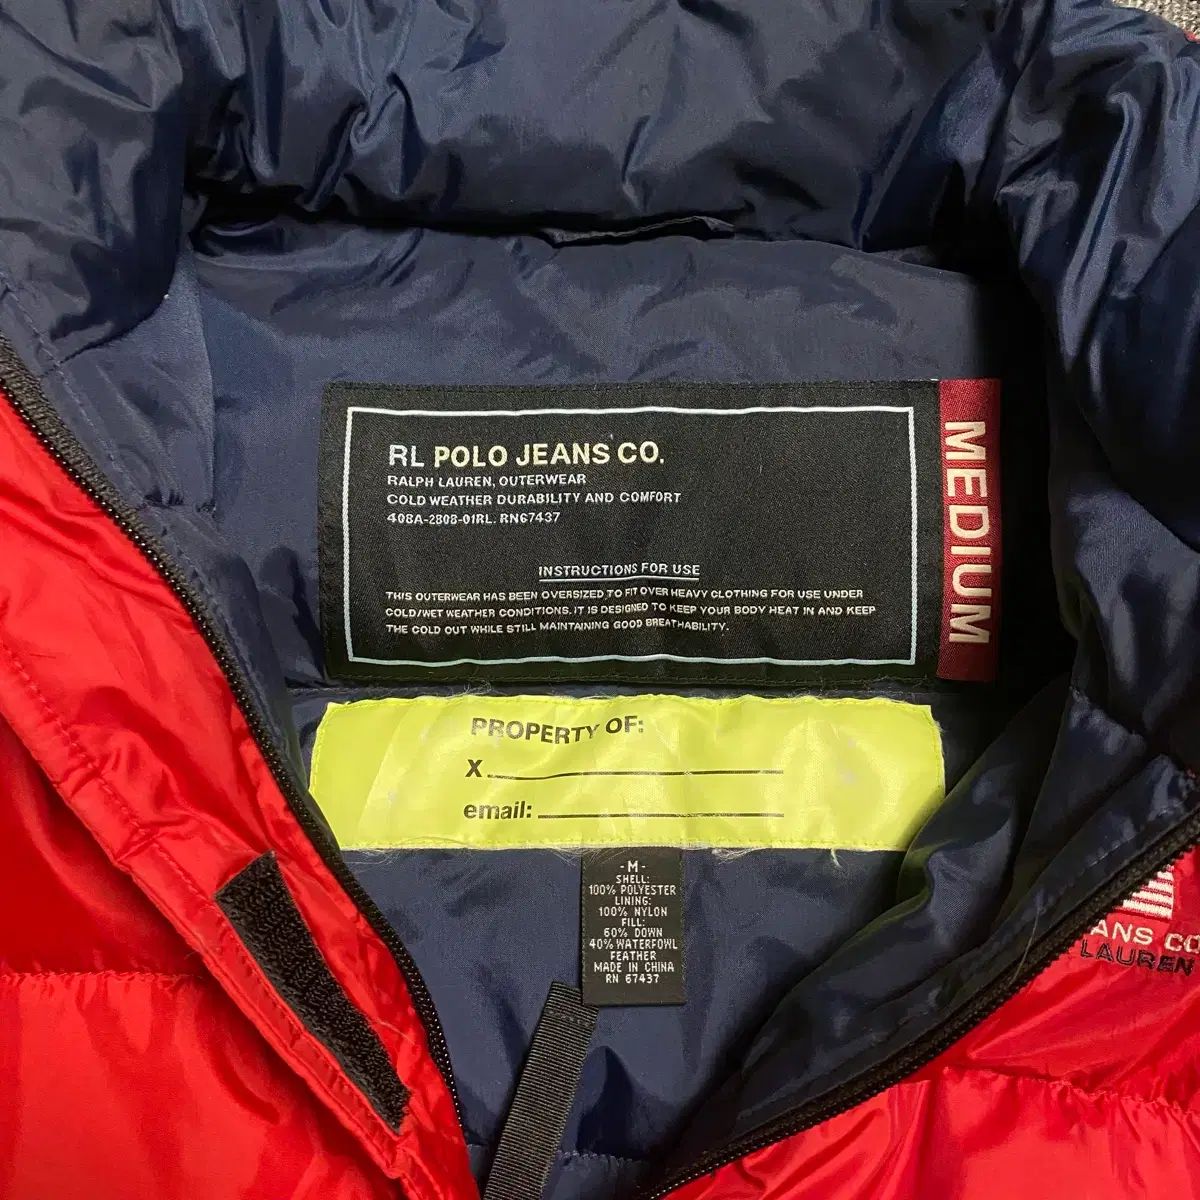 RL POLO JEANS CO.
RALPH LAUREN, OUTERWEAR
COLD WEATHER DURABILITY AND COMFORT
408A-2808-01RL. RN67437
INSTRUCTIONS FOR USE
THIS OUTERWEAR HAS BEEN OVERSIZED TO FIT OVER HEAVY CLOTHING FOR USE UNDER
COLD/WET WEATHER CONDITIONS. IT IS DESIGNED TO KEEP YOUR BODY HEAT IN AND KEEP
THE COLD OUT WHILE STILL MAINTAINING GOOD BREATHABILITY.
MEDIUM
PROPERTY OF:
X
email:
-M-
SHELL:
100% POLYESTER
LINING:
100% NYLON
FILL:
60% DOWN
40% WATERFOWL
FEATHER
MADE IN CHINA
RN 67437
ANS CO
LAUREN